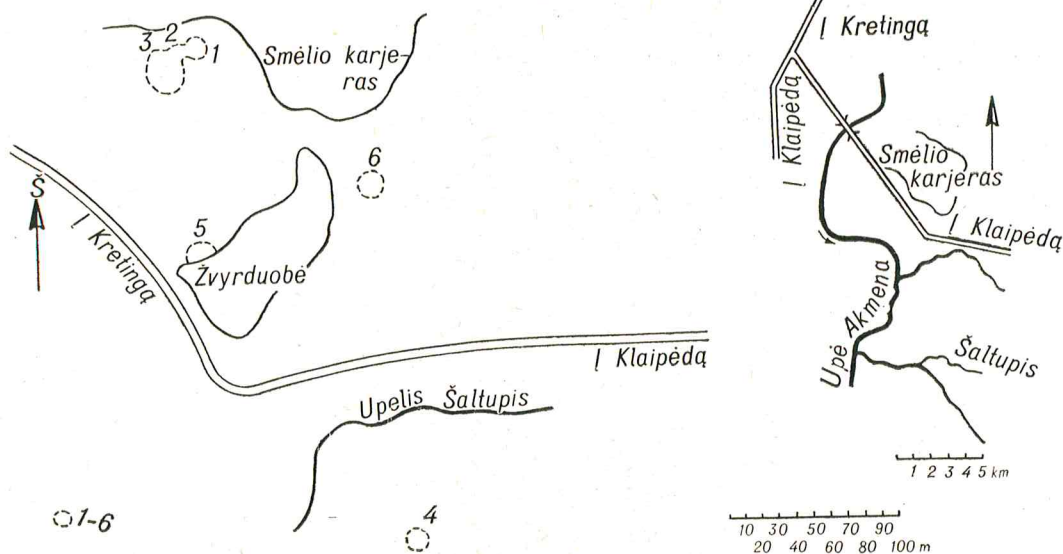 3 2 1
Smėlio karje-
ras
6
Š
Į Kretingą
5
Žvyrduobė
Į Klaipėdą
Upelis Šaltupis
1-6
4
Į Kretingą
Į Klaipėdą
Smėlio
karjeras
Į Klaipėdą
Upė Akmena
Šaltupis
1 2 3 4 5 km
10 30 50 70 90
20 40 60 80 100 m